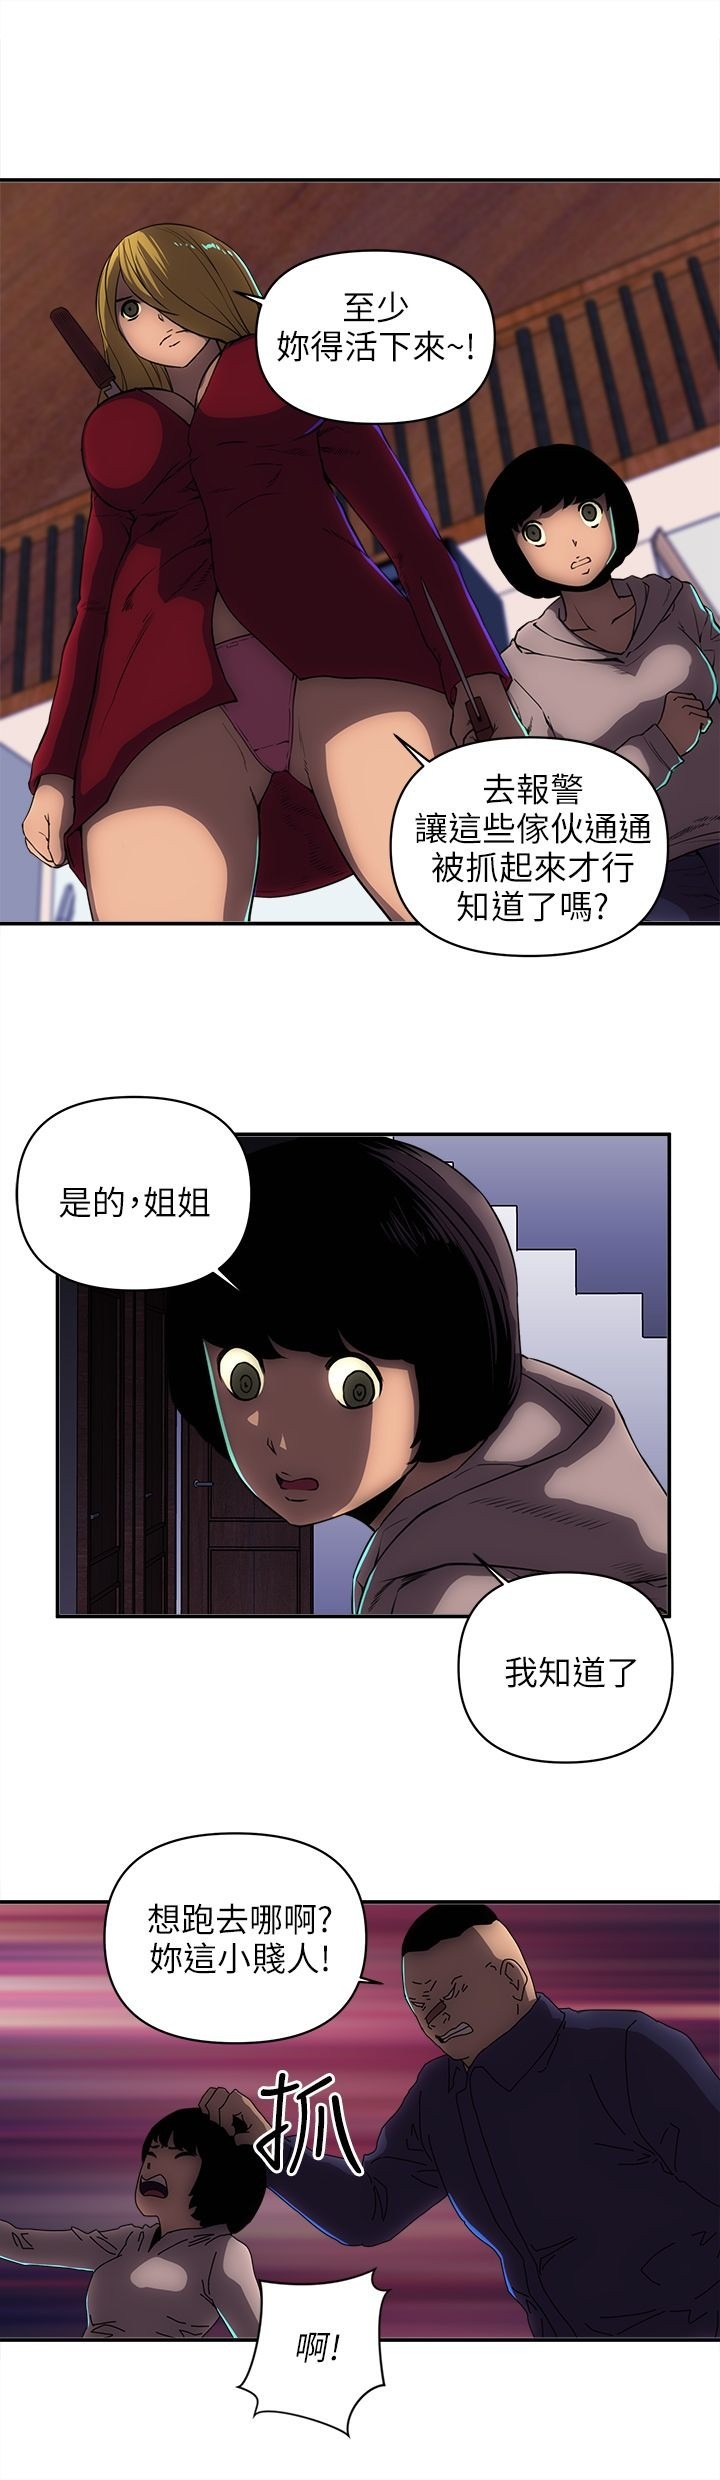 至少
妳得活下來~!
去報警
讓這些傢伙通通
被抓起來才行
知道了嗎?
是的,姐姐
我知道了
想跑去哪啊?
妳這小賤人!
抓
啊!